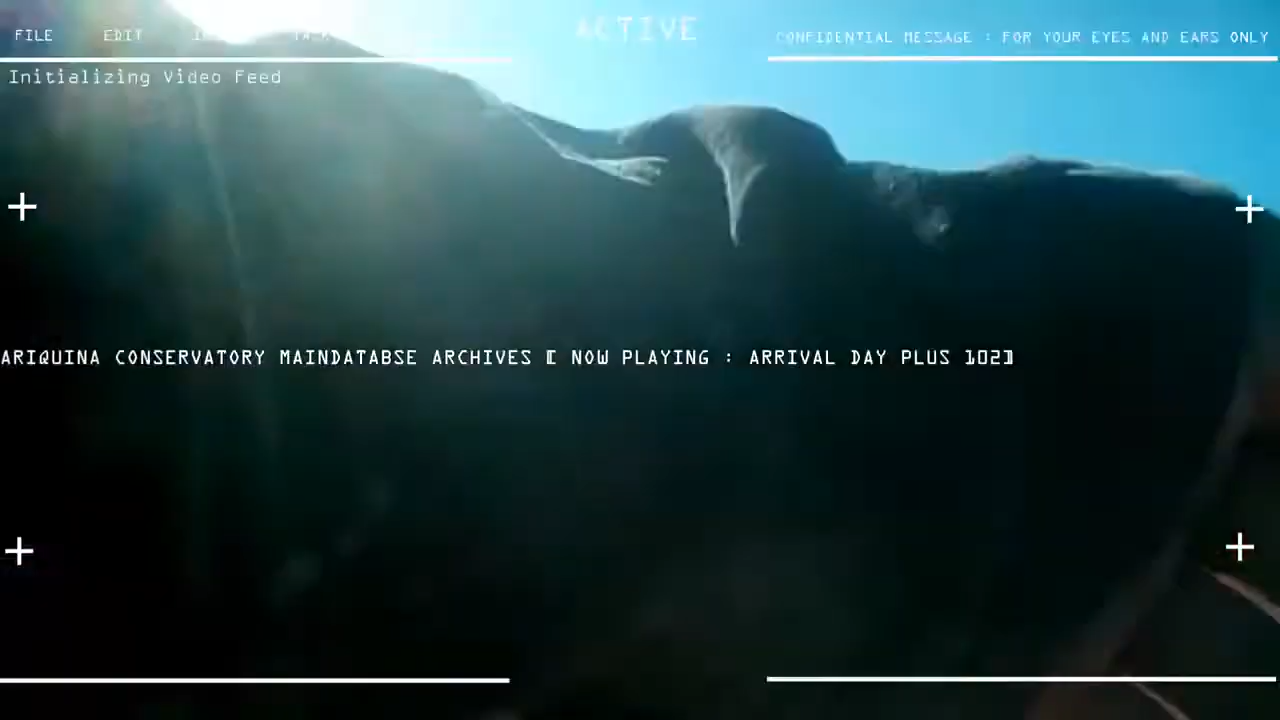 FILE EDIT
ACTIVE
CONFIDENTIAL MESSAGE : FOR YOUR EYES AND EARS ONLY
Initializing Video Feed
ARIQUINA CONSERVATORY MAINDATABSE ARCHIVES [ NOW PLAYING : ARRIVAL DAY PLUS 102]